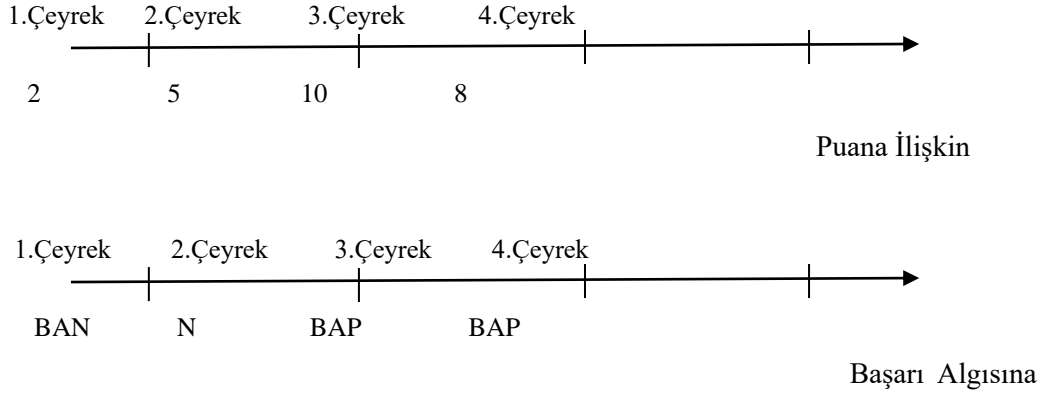 1.Çeyrek 2.Çeyrek 3.Çeyrek 4.Çeyrek
2 5 10 8
Puana İlişkin
1.Çeyrek 2.Çeyrek 3.Çeyrek 4.Çeyrek
BAN N BAP BAP
Başarı Algısına